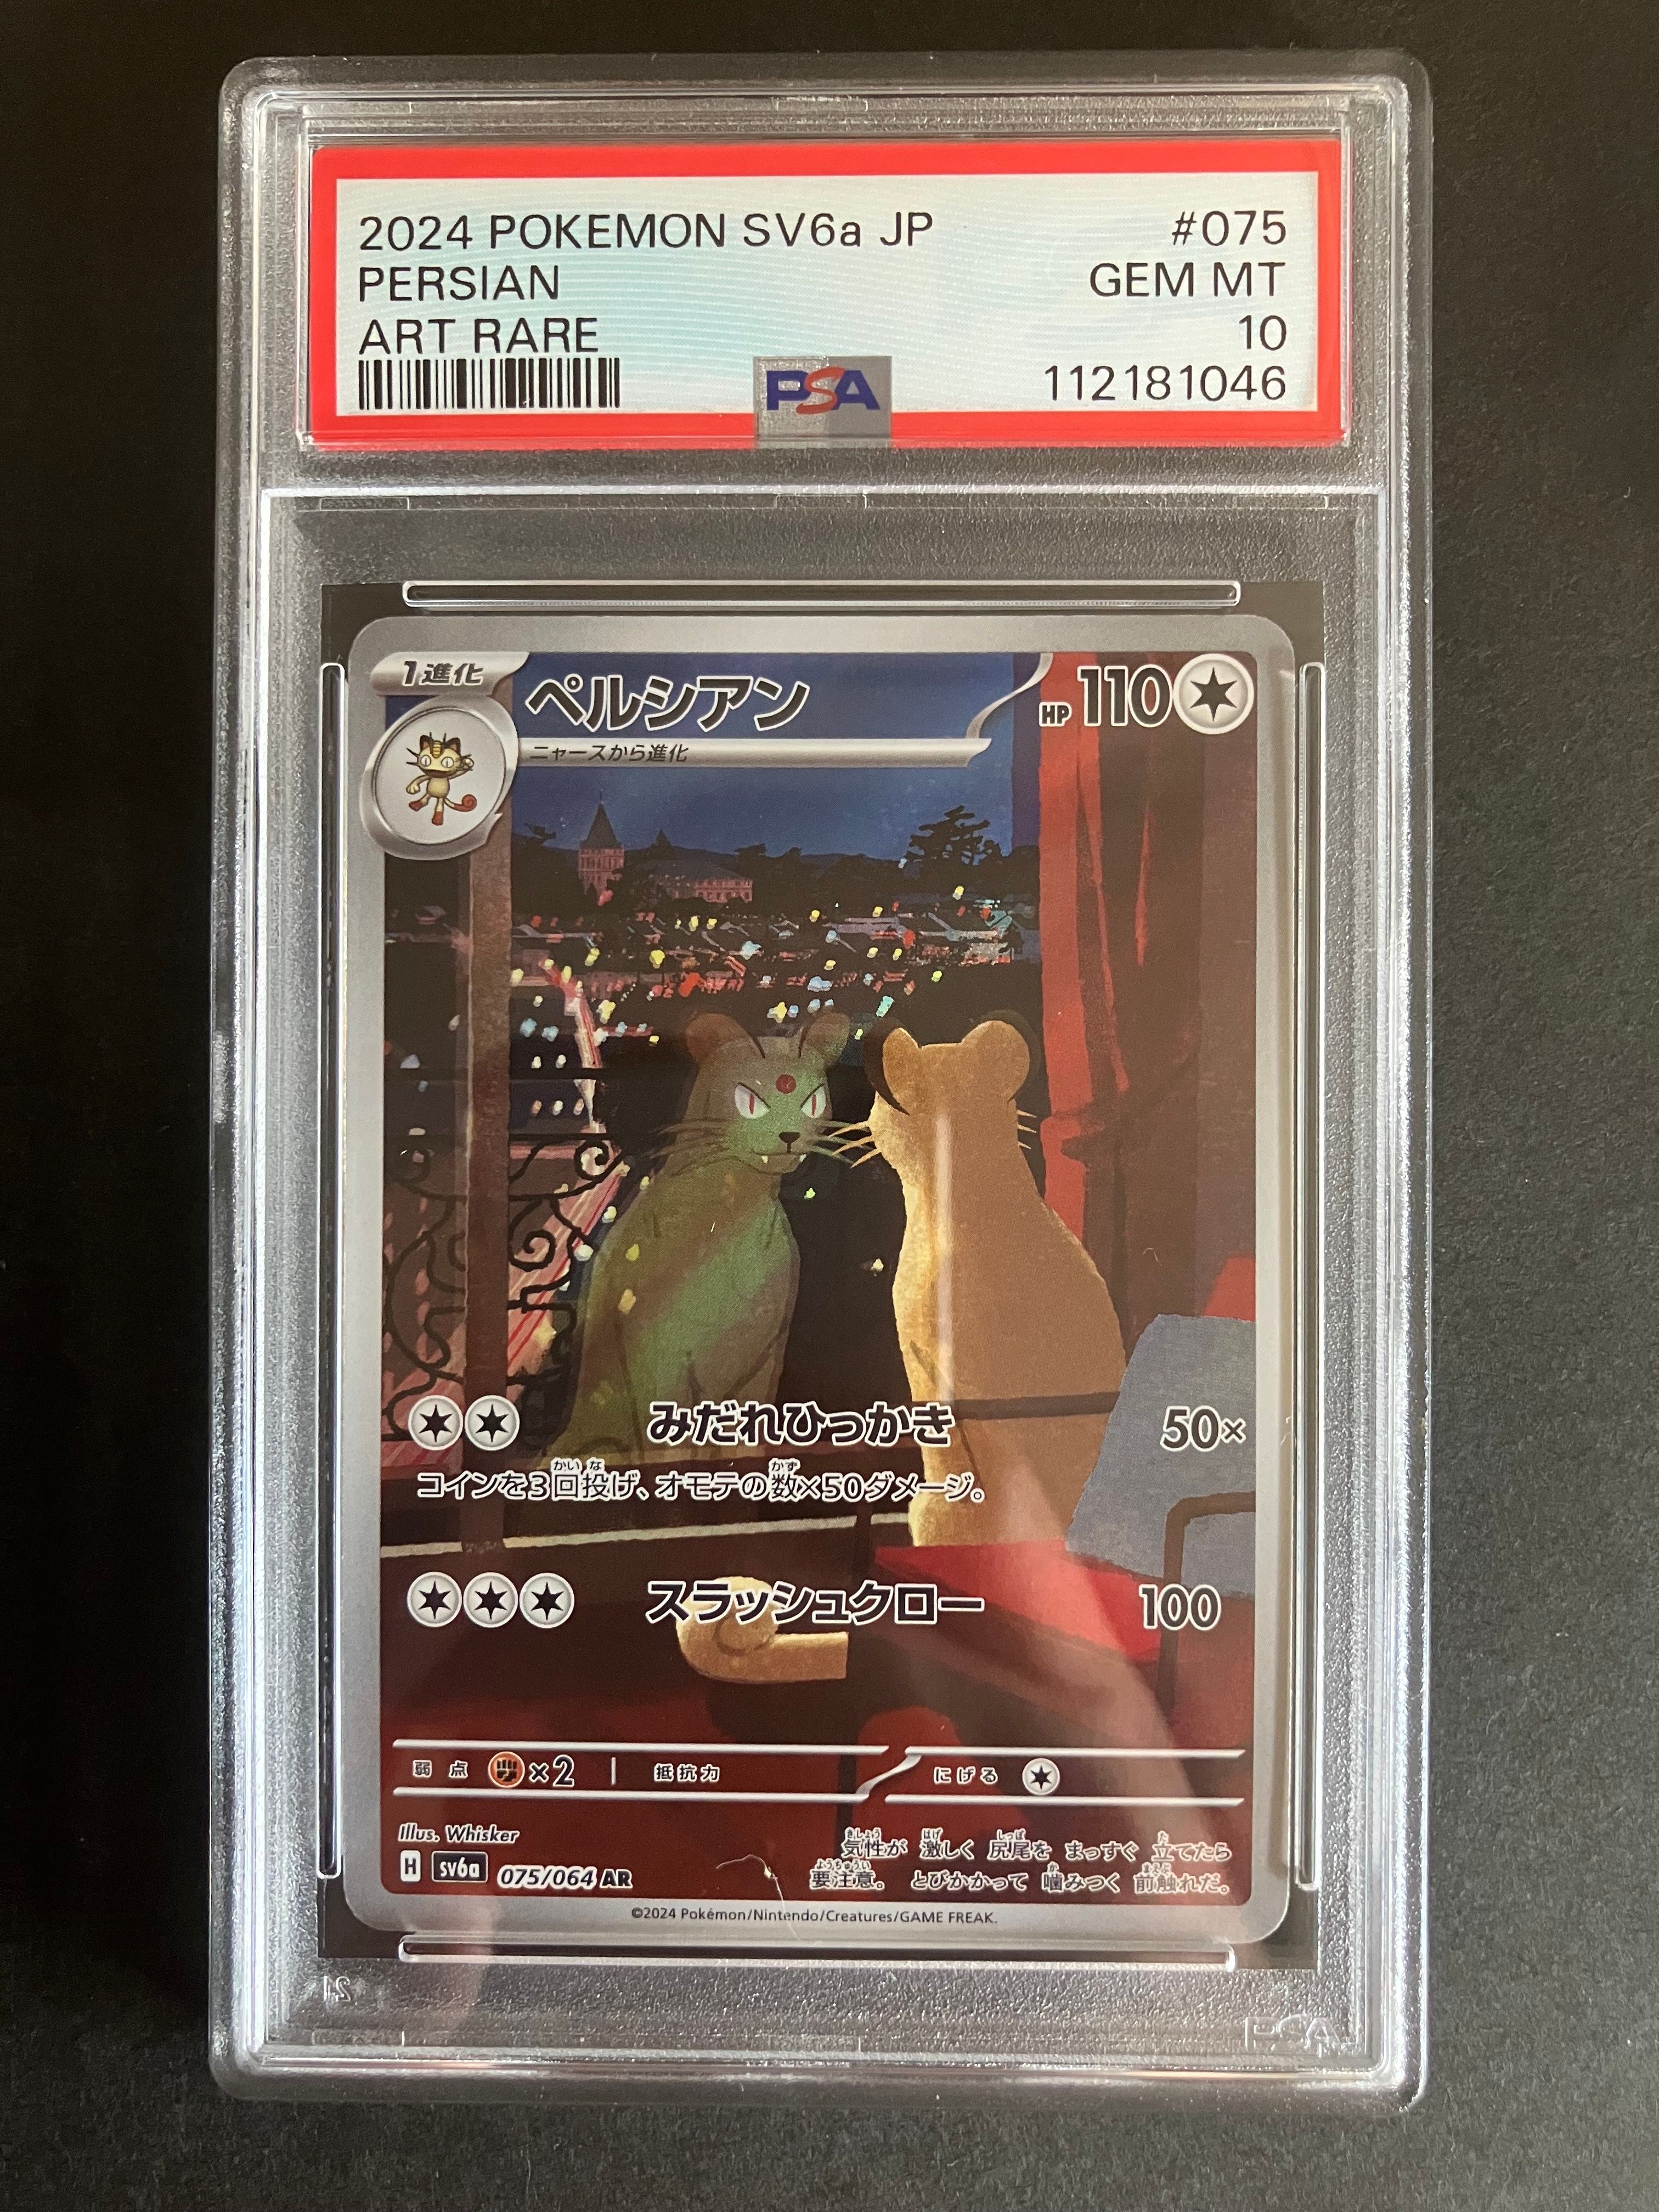 2024 POKEMON SV6a JP #075
PERSIAN GEM MT
ART RARE 10
PSA 112181046
1進化 ペルシアン HP 110
ニャースから進化
みだれひっかき 50×
コインを3回投げ、オモテの数×50ダメージ。
スラッシュクロー 100
弱点 ×2 抵抗力 にげる
Illus. Whisker
気性が 激しく 尻尾を まっすぐ 立てたら
要注意。 とびかかって 噛みつく 前触れだ。
H sv6a 075/064 AR
©2024 Pokémon/Nintendo/Creatures/GAME FREAK.
PSA